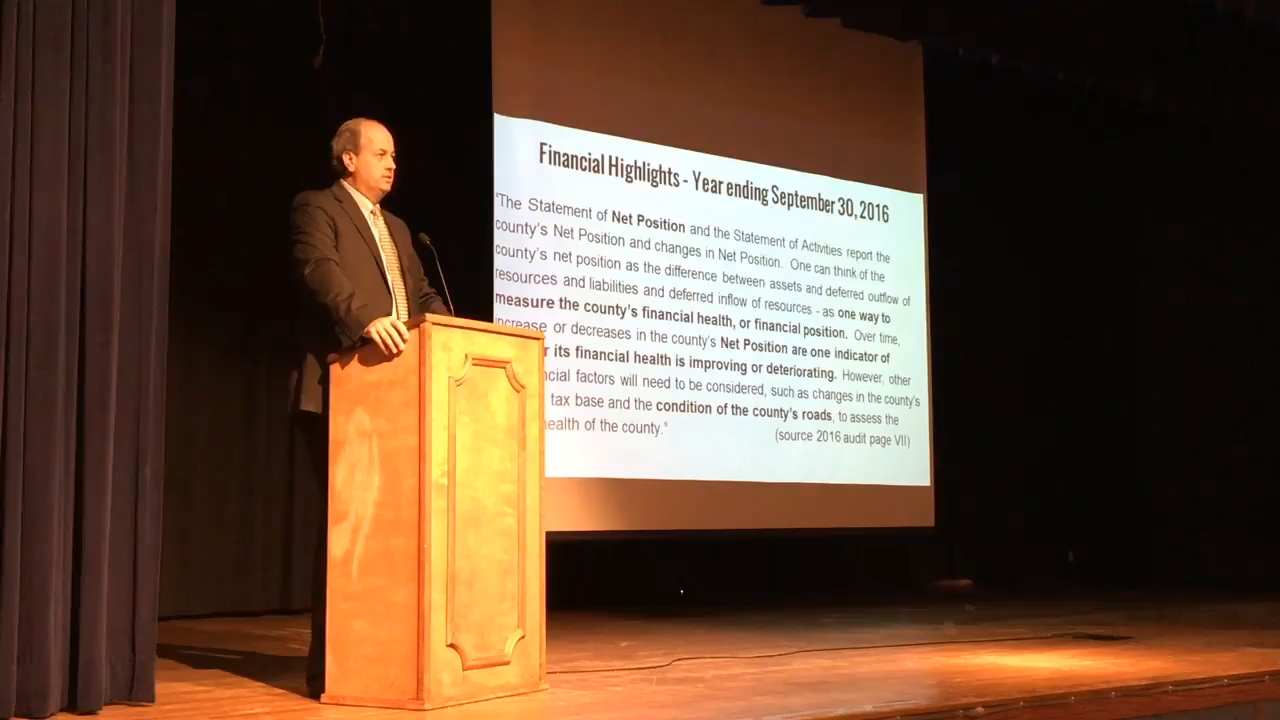 Financial Highlights - Year ending September 30, 2016
"The Statement of Net Position and the Statement of Activities report the
county's Net Position and changes in Net Position. One can think of the
county's net position as the difference between assets and deferred outflow of
resources and liabilities and deferred inflow of resources - as one way to
measure the county's financial health, or financial position. Over time,
increase or decreases in the county's Net Position are one indicator of
its financial health is improving or deteriorating. However, other
factors will need to be considered, such as changes in the county's
tax base and the condition of the county's roads, to assess the
health of the county."
(source 2016 audit page VII)